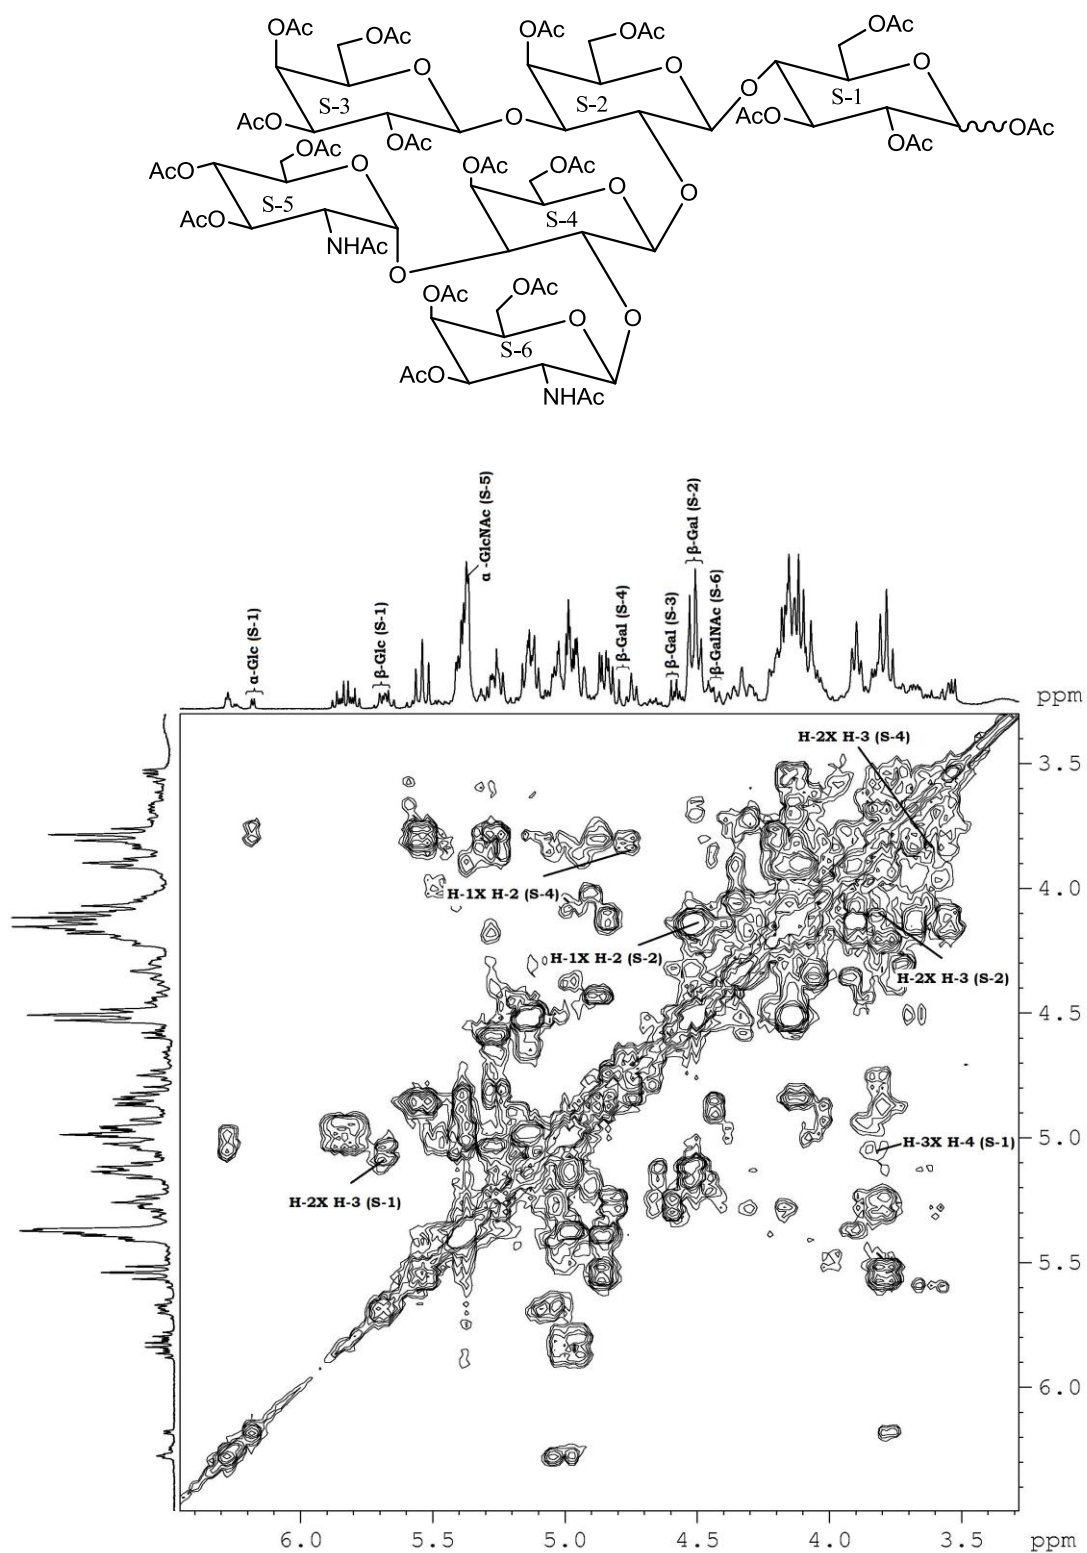 OAc OAc OAc
OAc OAc OAc
O O O
S-3 S-2 O S-1
AcO O AcO OAc
OAc OAc
OAc
AcO O OAc OAc
S-5 O O
AcO S-4
NHAc
O
OAc OAc O
O
S-6
AcO
NHAc
α-Glc (S-1)
β-Glc (S-1)
α -GlcNAc (S-5)
β-Gal (S-4)
β-Gal (S-3)
β-Gal (S-2)
β-GalNAc (S-6)
ppm
H-2X H-3 (S-4)
3.5
H-1X H-2 (S-4)
4.0
H-1X H-2 (S-2)
H-2X H-3 (S-2)
4.5
5.0
H-3X H-4 (S-1)
H-2X H-3 (S-1)
5.5
6.0
6.0 5.5 5.0 4.5 4.0 3.5 ppm